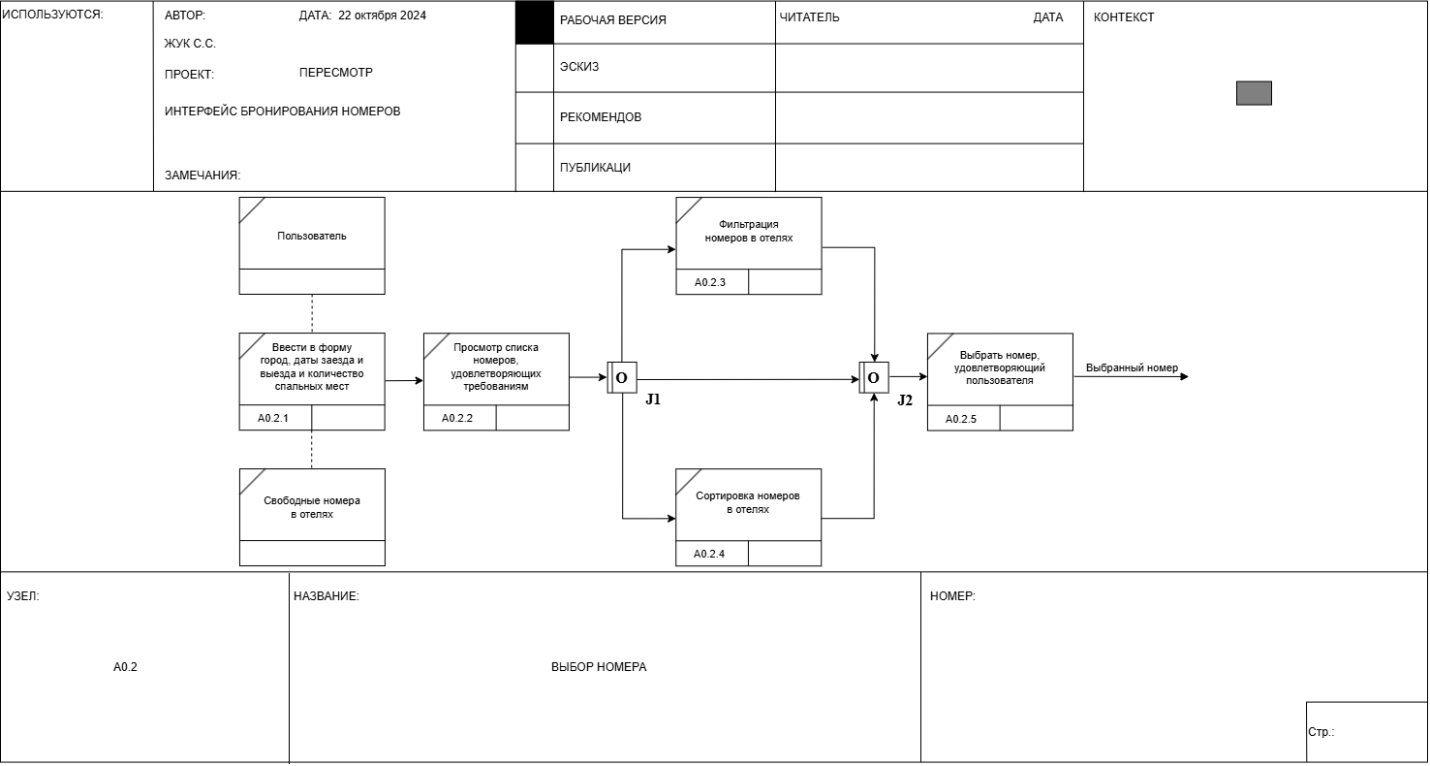 ИСПОЛЬЗУЮТСЯ:
АВТОР:
ДАТА: 22 октября 2024
ЖУК С.С.
ПРОЕКТ:
ПЕРЕСМОТР
ИНТЕРФЕЙС БРОНИРОВАНИЯ НОМЕРОВ
ЗАМЕЧАНИЯ:
РАБОЧАЯ ВЕРСИЯ
ЭСКИЗ
РЕКОМЕНДОВ
ПУБЛИКАЦИ
ЧИТАТЕЛЬ
ДАТА
КОНТЕКСТ
Пользователь
Ввести в форму
город, даты заезда и
выезда и количество
спальных мест
A0.2.1
Свободные номера
в отелях
Просмотр списка
номеров,
удовлетворяющих
требованиям
A0.2.2
O
J1
Фильтрация
номеров в отелях
A0.2.3
Сортировка номеров
в отелях
A0.2.4
O
J2
Выбрать номер,
удовлетворяющий
пользователя
A0.2.5
Выбранный номер
УЗЕЛ:
A0.2
НАЗВАНИЕ:
ВЫБОР НОМЕРА
НОМЕР:
Стр.: